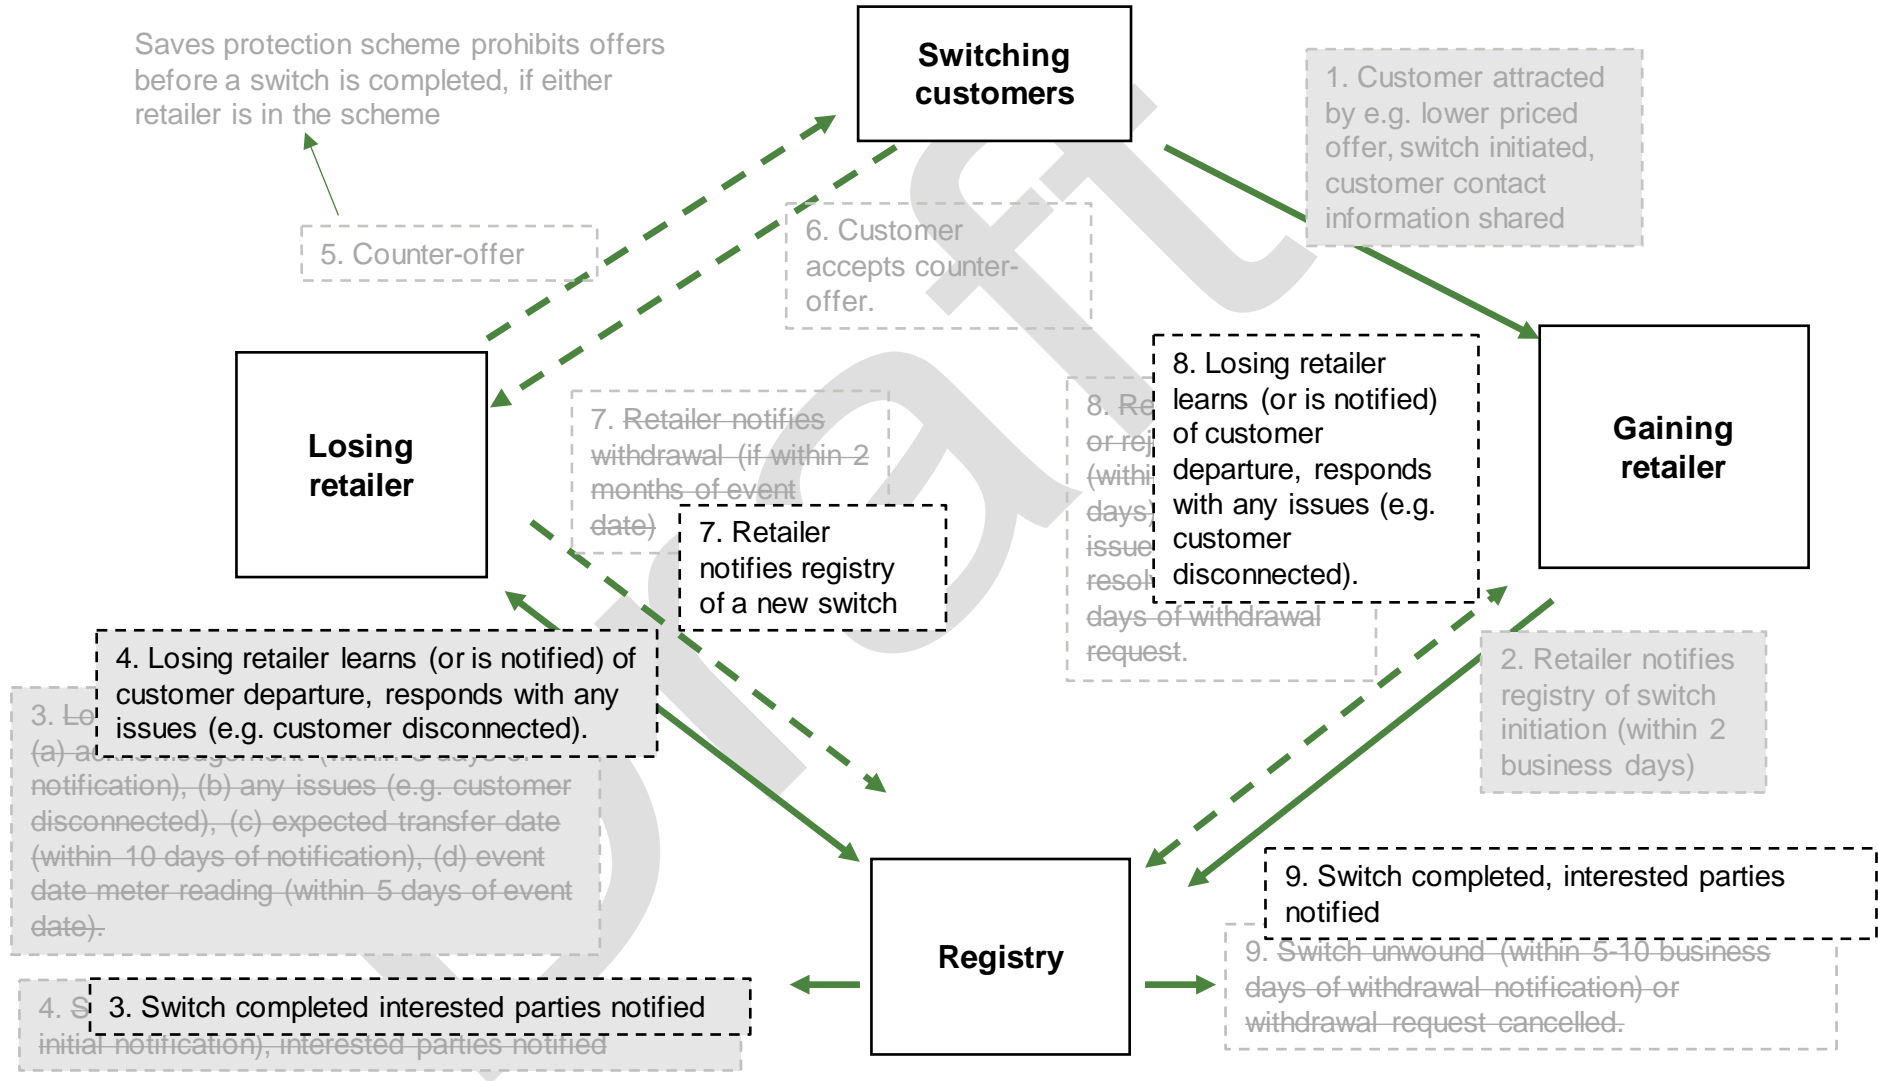 Saves protection scheme prohibits offers
before a switch is completed, if either
retailer is in the scheme
Switching
customers
1. Customer attracted
by e.g. lower priced
offer, switch initiated,
customer contact
information shared
5. Counter-offer
6. Customer
accepts counter-
offer.
Losing
retailer
7. Retailer notifies
withdrawal (if within 2
months of event
date)
7. Retailer
notifies registry
of a new switch
8. Losing retailer
learns (or is notified)
of customer
departure, responds
with any issues (e.g.
customer
disconnected).
8.
days of withdrawal
request.
Gaining
retailer
2. Retailer notifies
registry of switch
initiation (within 2
business days)
4. Losing retailer learns (or is notified) of
customer departure, responds with any
issues (e.g. customer disconnected).
3.
(a)
notification), (b) any issues (e.g. customer
disconnected), (c) expected transfer date
(within 10 days of notification), (d) event
date meter reading (within 5 days of event
date).
Registry
9. Switch completed, interested parties
notified
9. Switch unwound (within 5-10 business
days of withdrawal notification) or
withdrawal request cancelled.
3. Switch completed interested parties notified
4.
initial notification), interested parties notified
Draft